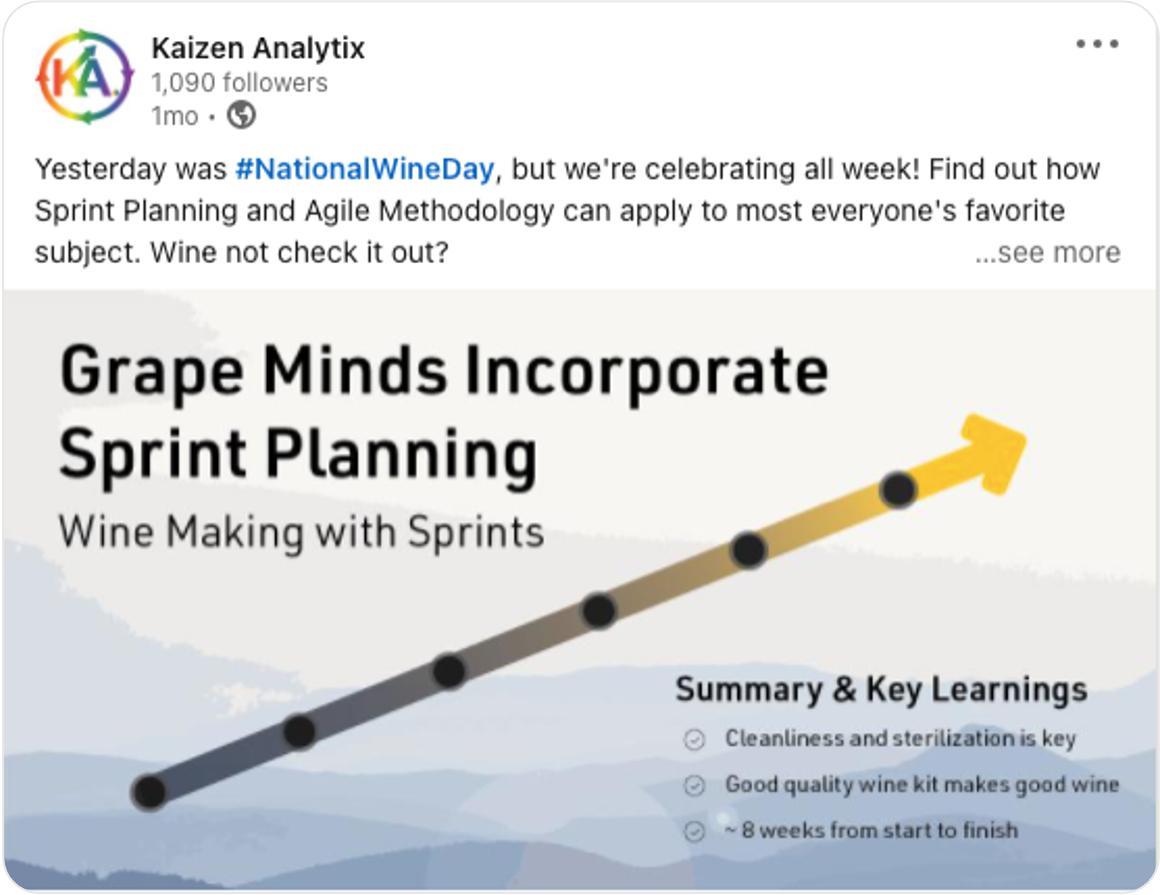 KA.
Kaizen Analytix
1,090 followers
1mo •
Yesterday was #NationalWineDay, but we're celebrating all week! Find out how
Sprint Planning and Agile Methodology can apply to most everyone's favorite
subject. Wine not check it out?
...see more
Grape Minds Incorporate
Sprint Planning
Wine Making with Sprints
Summary & Key Learnings
Cleanliness and sterilization is key
Good quality wine kit makes good wine
~ 8 weeks from start to finish